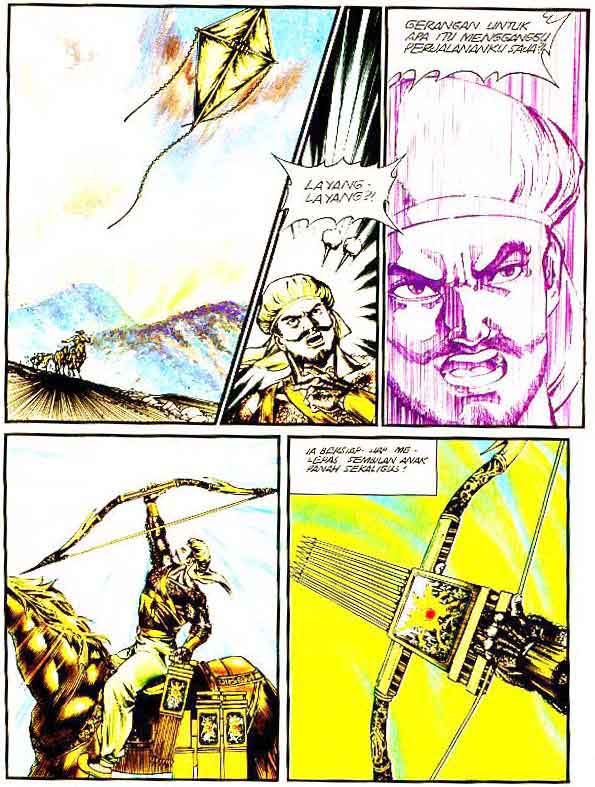 LAYANG -
LAYANG?!
GERANGAN UNTUK
APA ITU MENGGANGGU
PERJALANANKU SAJA?!
IA BERSIAP-SIAP ME-
LEPAS SEMBILAN ANAK
PANAH SEKALIGUS!